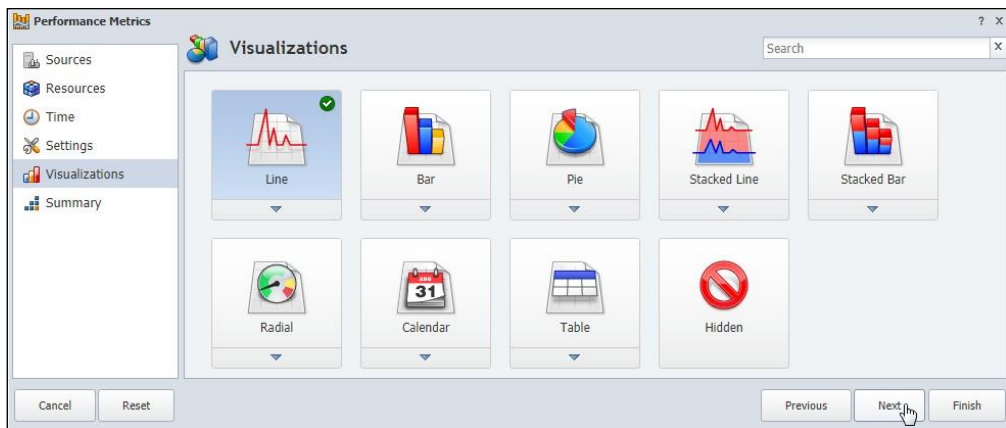 Performance Metrics
? X
Sources
Resources
Time
Settings
Visualizations
Summary
Visualizations
Search
X
Line
Bar
Pie
Stacked Line
Stacked Bar
Radial
31
Calendar
Table
Hidden
Cancel
Reset
Previous
Next
Finish